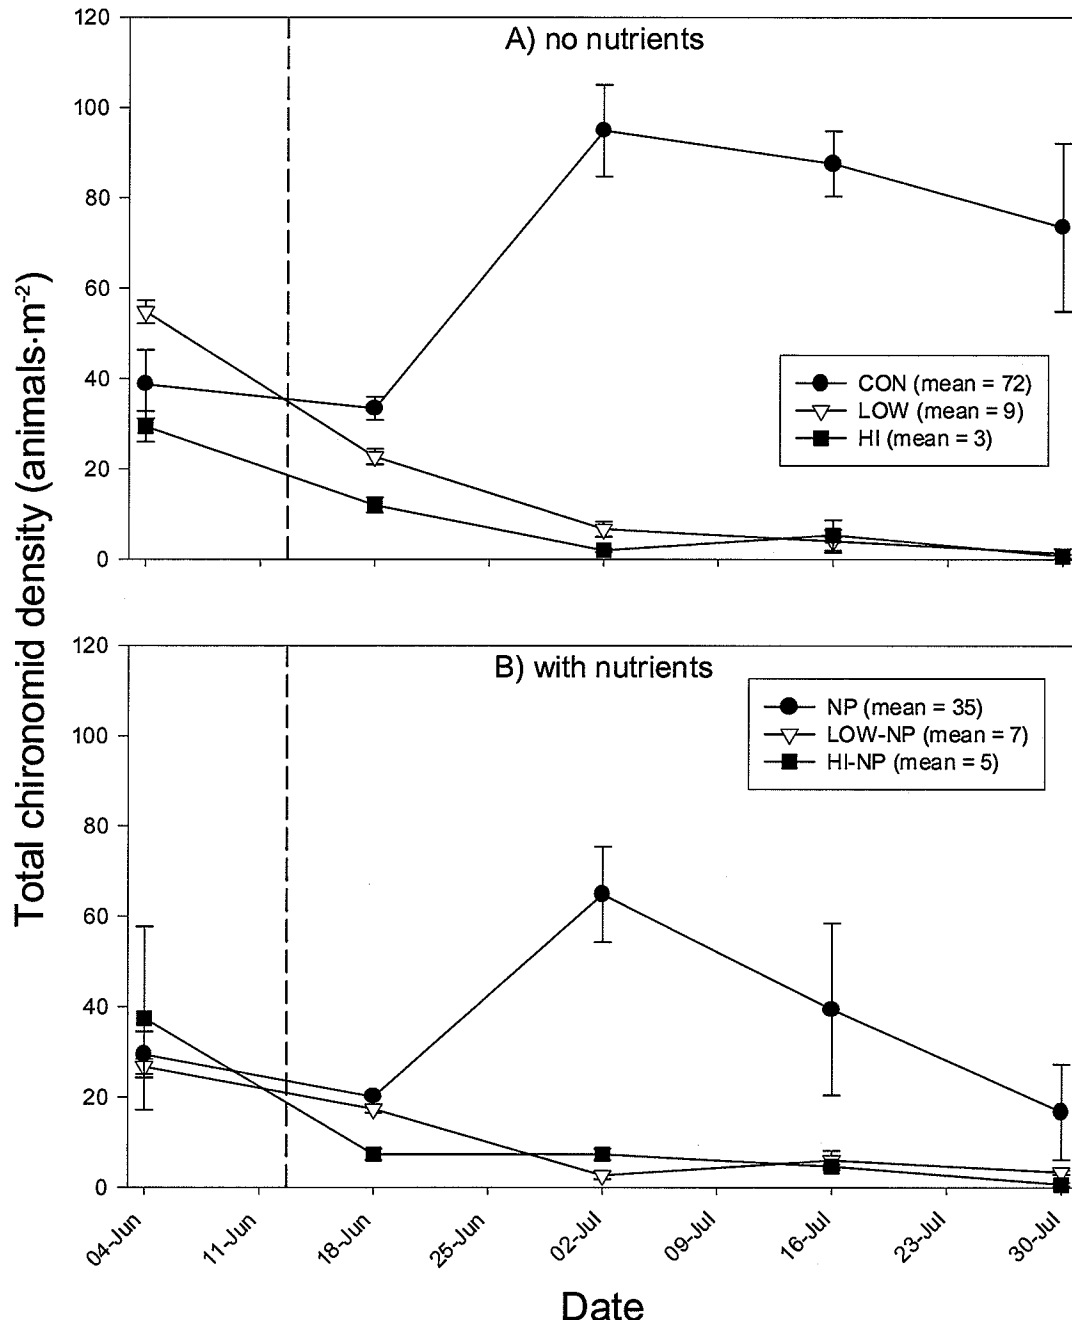 Total chironomid density (animals·m⁻²)
A) no nutrients
120
100
80
60
40
20
0
CON (mean = 72)
LOW (mean = 9)
HI (mean = 3)
B) with nutrients
120
100
80
60
40
20
0
NP (mean = 35)
LOW-NP (mean = 7)
HI-NP (mean = 5)
04-Jun
11-Jun
18-Jun
25-Jun
02-Jul
09-Jul
16-Jul
23-Jul
30-Jul
Date